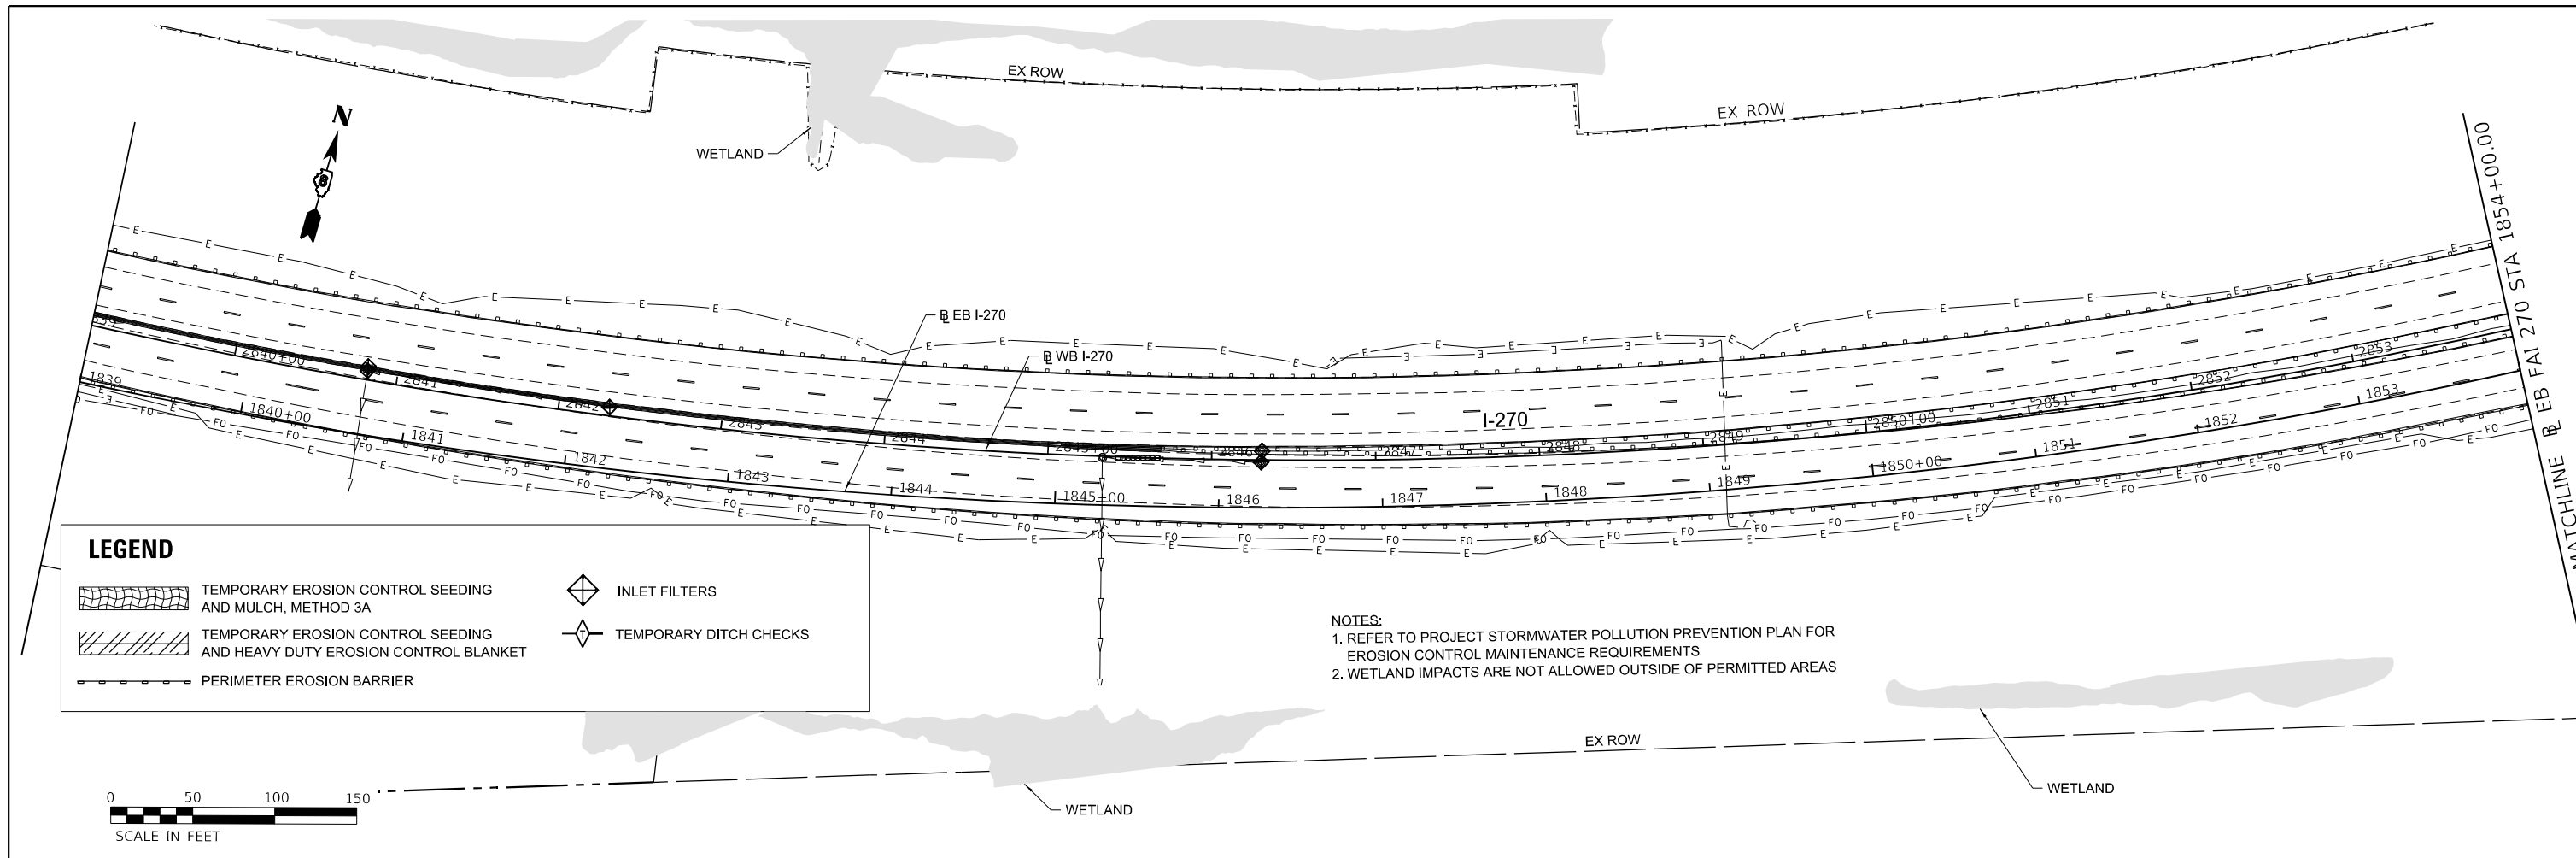 EX ROW
EX ROW
N
WETLAND
MATCHLINE BL EB FAI 270 STA 1854+00.00
BL EB I-270
BL WB I-270
I-270
2840+00
2841
2842
2843
2844
2845+00
2846
2847
2848
2849
2850+00
2851
2852
2853
1839
1840+00
1841
1842
1843
1844
1845+00
1846
1847
1848
1849
1850+00
1851
1852
1853
E
FO
LEGEND
TEMPORARY EROSION CONTROL SEEDING
AND MULCH, METHOD 3A
TEMPORARY EROSION CONTROL SEEDING
AND HEAVY DUTY EROSION CONTROL BLANKET
PERIMETER EROSION BARRIER
INLET FILTERS
T
TEMPORARY DITCH CHECKS
NOTES:
1. REFER TO PROJECT STORMWATER POLLUTION PREVENTION PLAN FOR
EROSION CONTROL MAINTENANCE REQUIREMENTS
2. WETLAND IMPACTS ARE NOT ALLOWED OUTSIDE OF PERMITTED AREAS
EX ROW
WETLAND
WETLAND
0 50 100 150
SCALE IN FEET